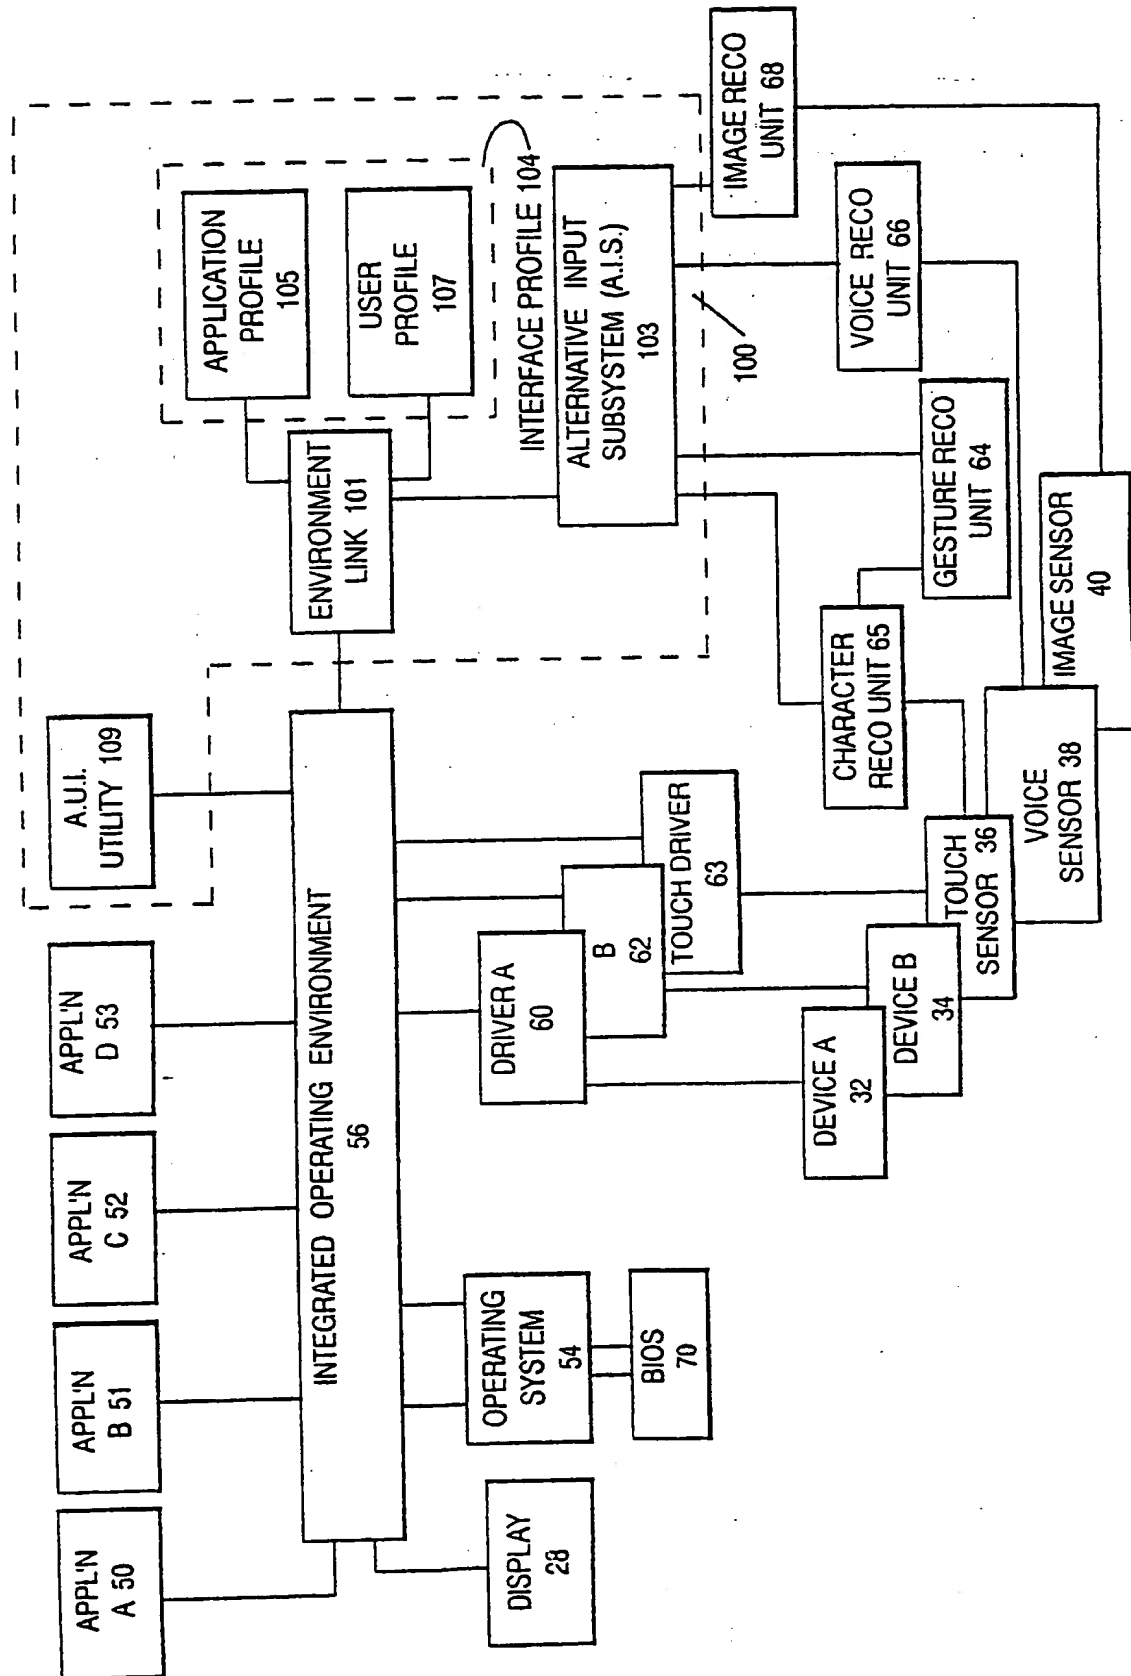 APPL'N
A 50
APPL'N
B 51
APPL'N
C 52
APPL'N
D 53
A.U.I.
UTILITY 109
INTEGRATED OPERATING ENVIRONMENT
56
ENVIRONMENT
LINK 101
APPLICATION
PROFILE
105
USER
PROFILE
107
INTERFACE PROFILE 104
ALTERNATIVE INPUT
SUBSYSTEM (A.I.S.)
103
100
DISPLAY
28
OPERATING
SYSTEM
54
BIOS
70
DRIVER A
60
B
62
TOUCH DRIVER
63
DEVICE A
32
DEVICE B
34
TOUCH
SENSOR 36
VOICE
SENSOR 38
IMAGE SENSOR
40
CHARACTER
RECO UNIT 65
GESTURE RECO
UNIT 64
VOICE RECO
UNIT 66
IMAGE RECO
UNIT 68